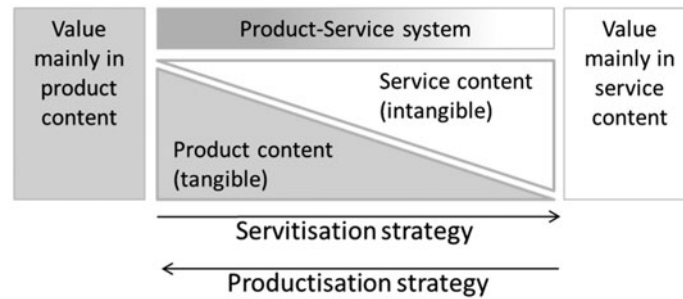 Value
mainly in
product
content
Product-Service system
Service content
(intangible)
Product content
(tangible)
Value
mainly in
service
content
Servitisation strategy
Productisation strategy